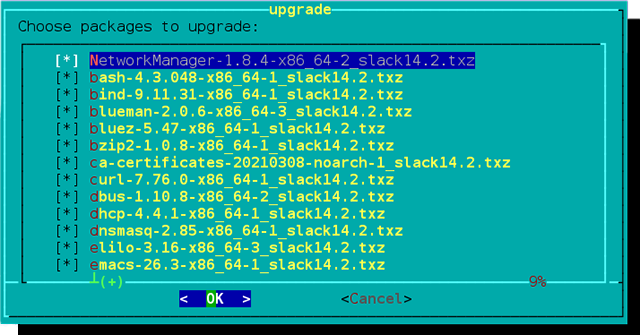 upgrade
Choose packages to upgrade:
[*] NetworkManager-1.8.4-x86_64-2_slack14.2.txz
[*] bash-4.3.048-x86_64-1_slack14.2.txz
[*] bind-9.11.31-x86_64-1_slack14.2.txz
[*] blueman-2.0.6-x86_64-3_slack14.2.txz
[*] bluez-5.47-x86_64-1_slack14.2.txz
[*] bzip2-1.0.8-x86_64-1_slack14.2.txz
[*] ca-certificates-20210308-noarch-1_slack14.2.txz
[*] curl-7.76.0-x86_64-1_slack14.2.txz
[*] dbus-1.10.8-x86_64-2_slack14.2.txz
[*] dhcp-4.4.1-x86_64-1_slack14.2.txz
[*] dnsmasq-2.85-x86_64-1_slack14.2.txz
[*] elilo-3.16-x86_64-3_slack14.2.txz
[*] emacs-26.3-x86_64-1_slack14.2.txz
┴(+) 9%
< OK > <Cancel>